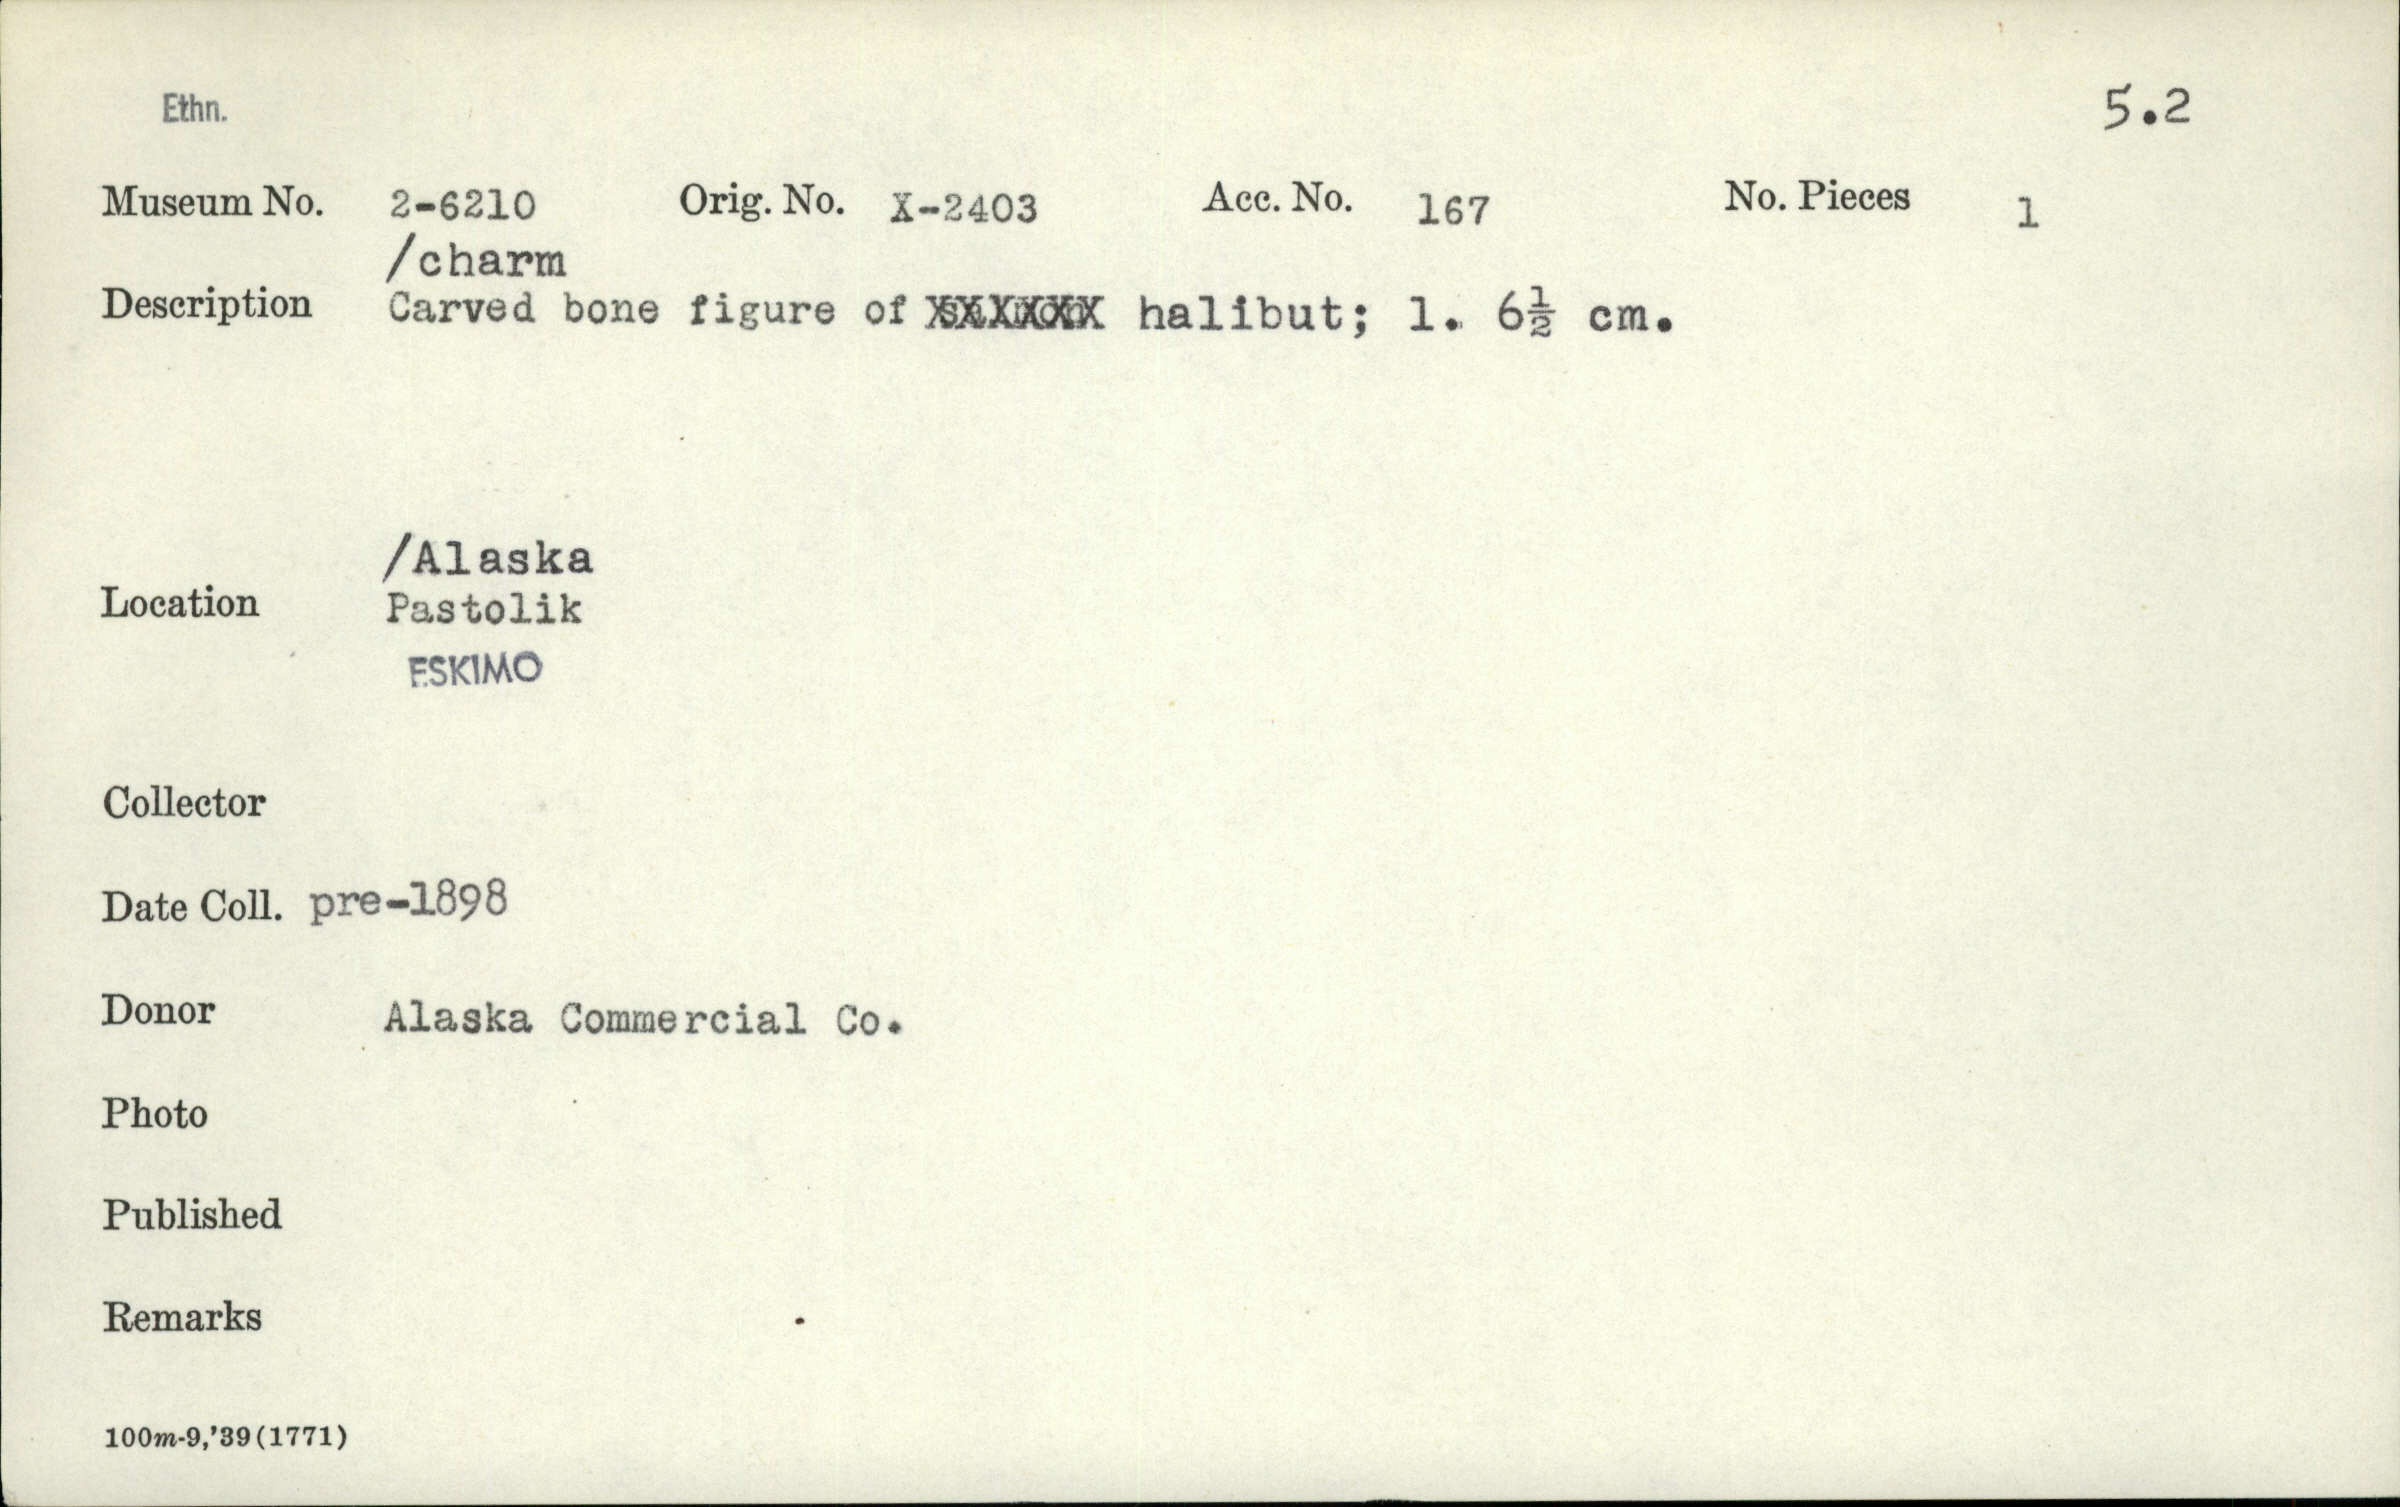 Ethn.
5.2
Museum No. 2-6210 Orig. No. X-2403 Acc. No. 167 No. Pieces 1
/charm
Description Carved bone figure of halibut; l. 6½ cm.
/Alaska
Location Pastolik
ESKIMO
Collector
Date Coll. pre-1898
Donor Alaska Commercial Co.
Photo
Published
Remarks
100m-9,'39(1771)